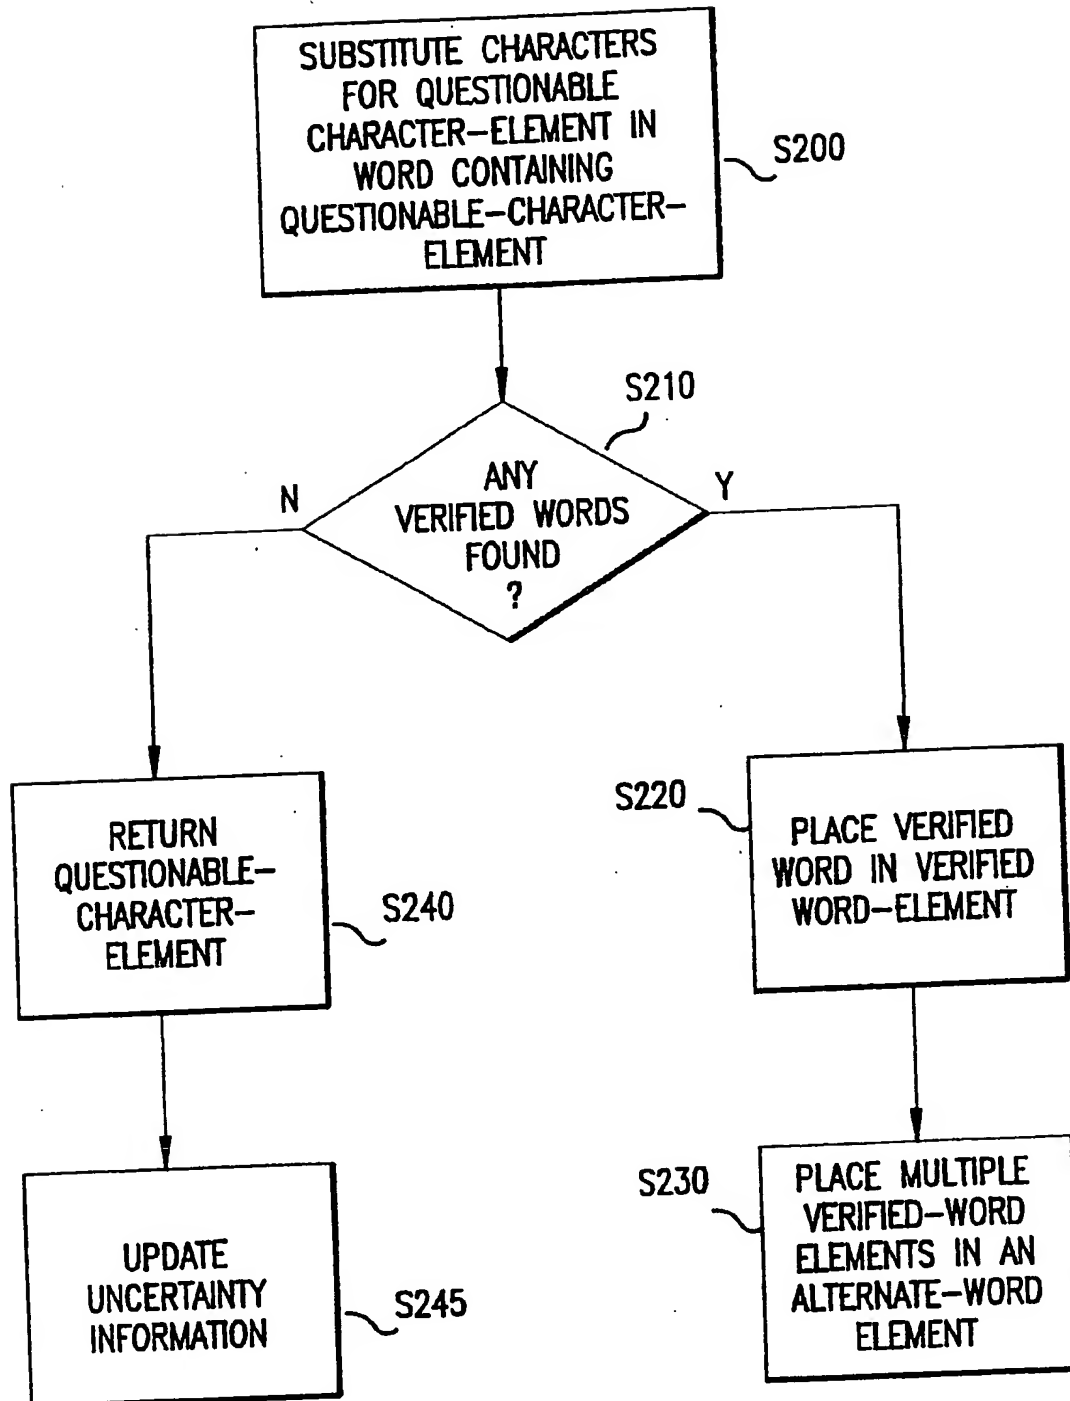 SUBSTITUTE CHARACTERS
FOR QUESTIONABLE
CHARACTER-ELEMENT IN
WORD CONTAINING
QUESTIONABLE-CHARACTER-
ELEMENT
S200
S210
ANY
VERIFIED WORDS
FOUND
?
N
Y
RETURN
QUESTIONABLE-
CHARACTER-
ELEMENT
S240
S220
PLACE VERIFIED
WORD IN VERIFIED
WORD-ELEMENT
UPDATE
UNCERTAINTY
INFORMATION
S245
S230
PLACE MULTIPLE
VERIFIED-WORD
ELEMENTS IN AN
ALTERNATE-WORD
ELEMENT